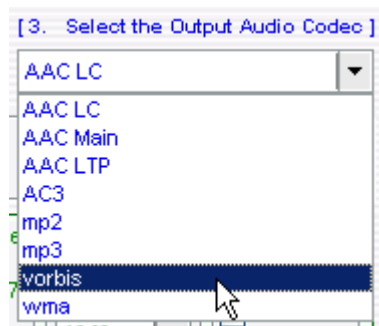 [ 3. Select the Output Audio Codec ]
AAC LC
AAC LC
AAC Main
AAC LTP
AC3
mp2
mp3
vorbis
wma